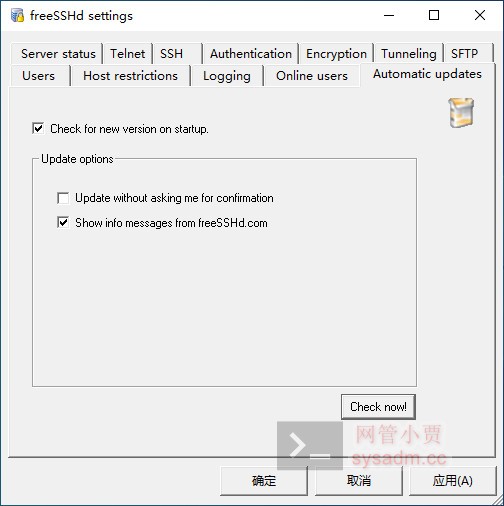 freeSSHd settings
Server status Telnet SSH Authentication Encryption Tunneling SFTP
Users Host restrictions Logging Online users Automatic updates
Check for new version on startup.
Update options
Update without asking me for confirmation
Show info messages from freeSSHd.com
Check now!
网管小贾
sysadm.cc
确定 取消 应用(A)